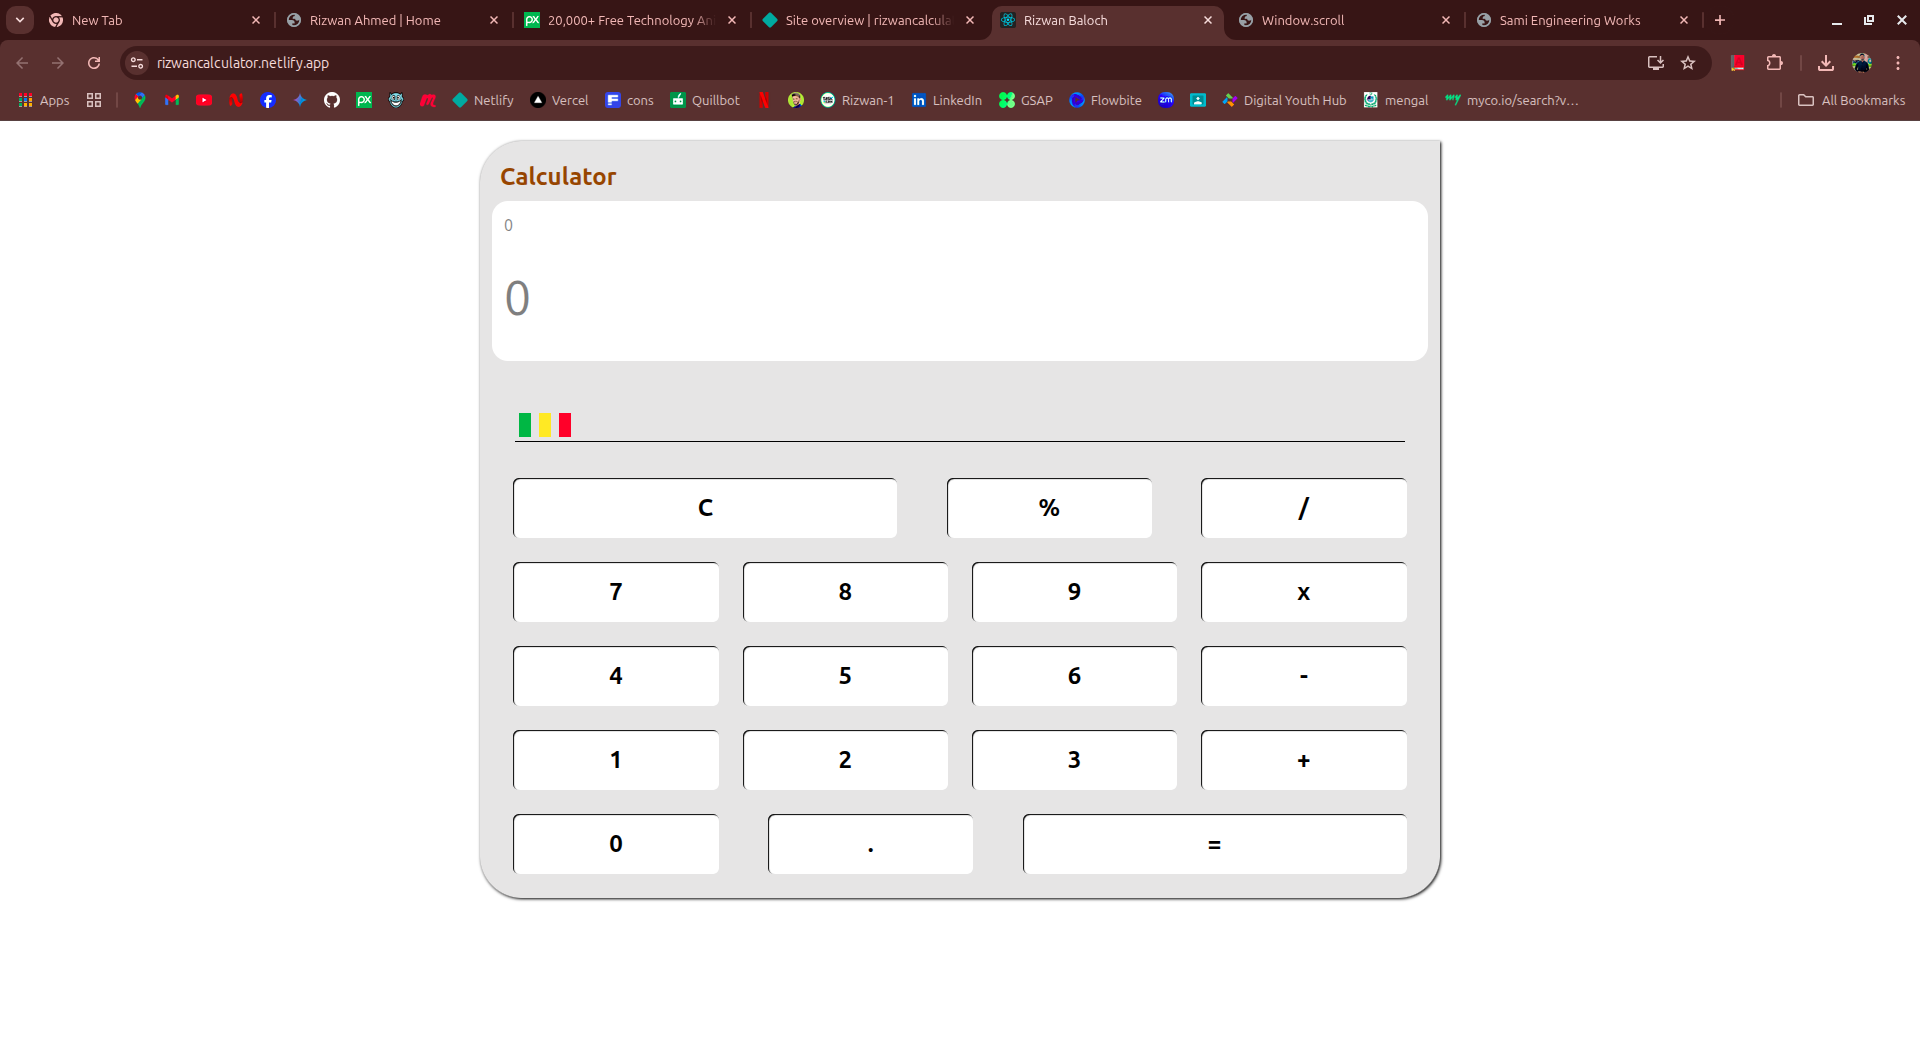 New Tab
Rizwan Ahmed | Home
20,000+ Free Technology An
Site overview | rizwancalcula
Rizwan Baloch
Window.scroll
Sami Engineering Works
rizwancalculator.netlify.app
Apps
Netlify
Vercel
cons
Quillbot
Rizwan-1
LinkedIn
GSAP
Flowbite
zm
Digital Youth Hub
mengal
myco.io/search?v...
All Bookmarks
Calculator
0
0
C % /
7 8 9 x
4 5 6 -
1 2 3 +
0 . =